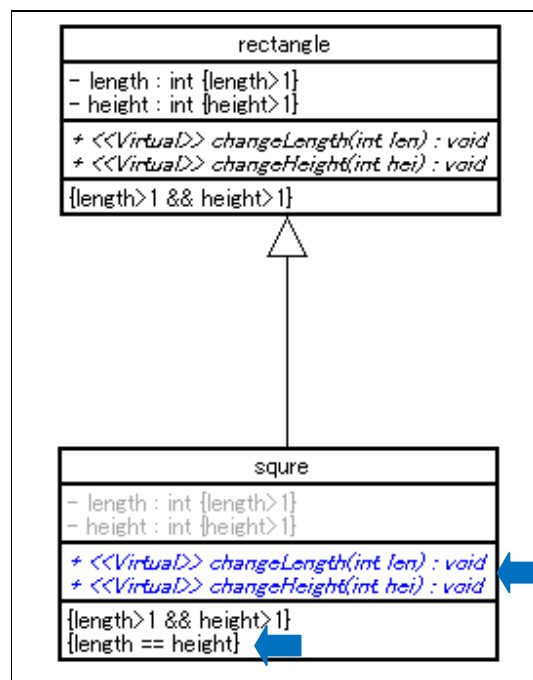 rectangle
- length : int {length>1}
- height : int {height>1}
+ <<Virtual>> changeLength(int len) : void
+ <<Virtual>> changeHeight(int hei) : void
{length>1 && height>1}
squre
- length : int {length>1}
- height : int {height>1}
+ <<Virtual>> changeLength(int len) : void
+ <<Virtual>> changeHeight(int hei) : void
{length>1 && height>1}
{length == height}